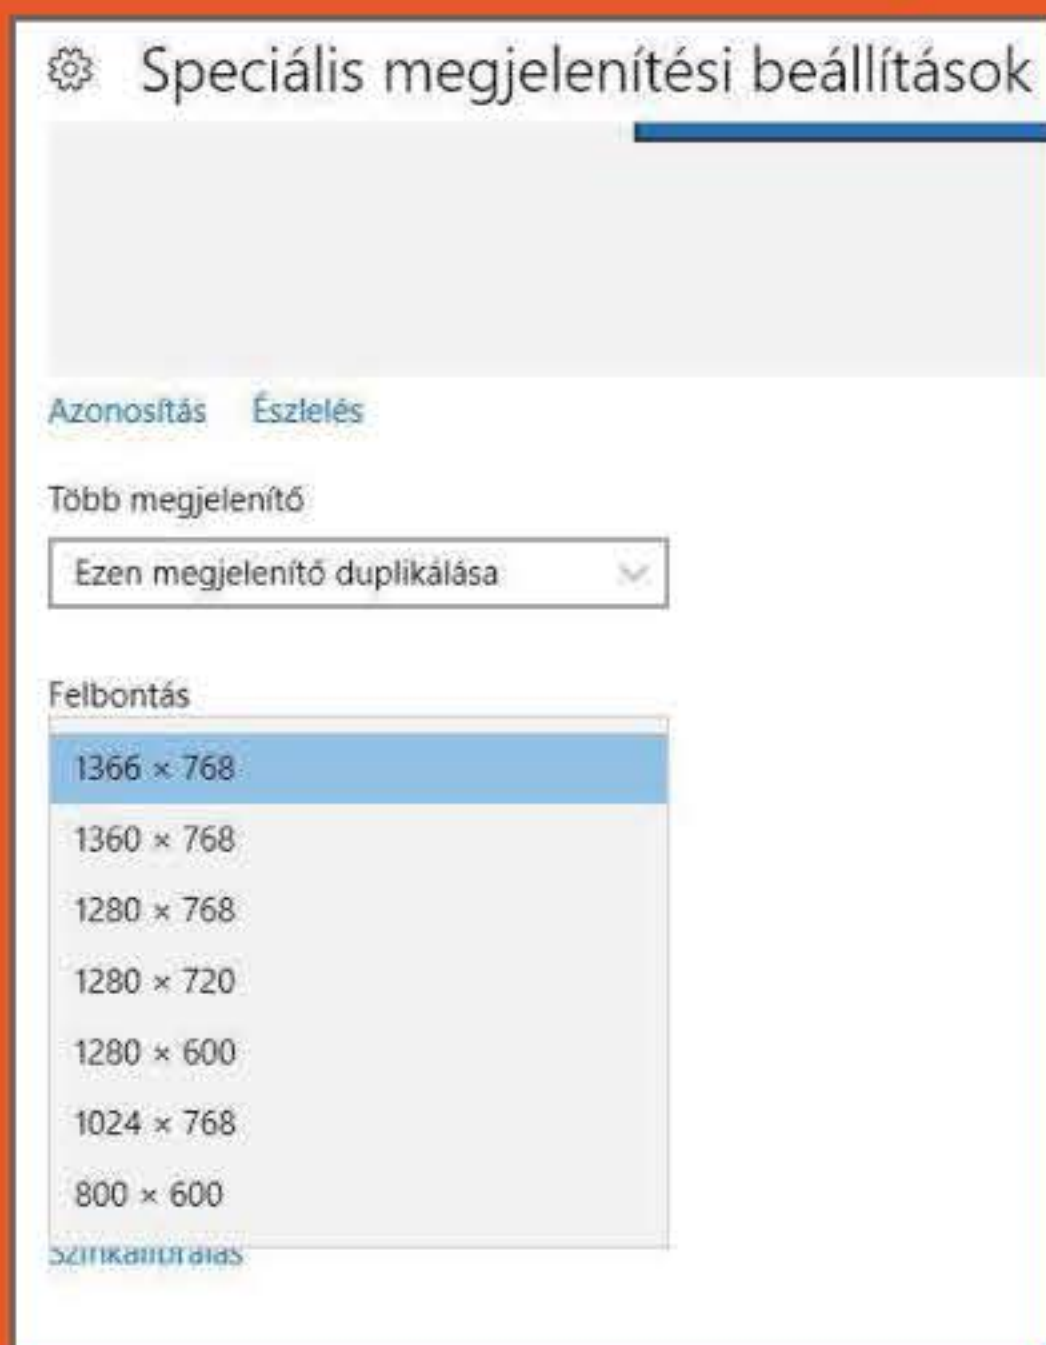 Speciális megjelenítési beállítások
Azonosítás Észlelés
Több megjelenítő
Ezen megjelenítő duplikálása
Felbontás
1366 × 768
1360 × 768
1280 × 768
1280 × 720
1280 × 600
1024 × 768
800 × 600
Színkalibrálás